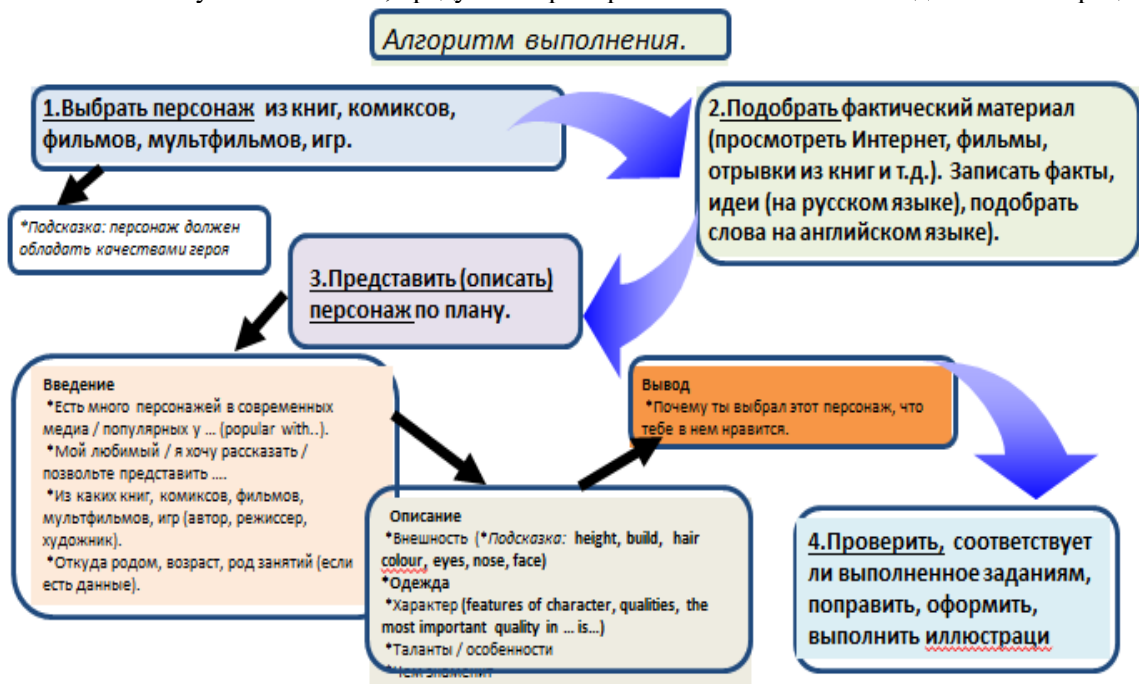 Алгоритм выполнения.
1.Выбрать персонаж из книг, комиксов,
фильмов, мультфильмов, игр.
*Подсказка: персонаж должен
обладать качествами героя
2.Подобрать фактический материал
(просмотреть Интернет, фильмы,
отрывки из книг и т.д.). Записать факты,
идеи (на русском языке), подобрать
слова на английском языке).
3.Представить (описать)
персонаж по плану.
Введение
*Есть много персонажей в современных
медиа / популярных у ... (popular with..).
*Мой любимый / я хочу рассказать /
позвольте представить ....
*Из каких книг, комиксов, фильмов,
мультфильмов, игр (автор, режиссер,
художник).
*Откуда родом, возраст, род занятий (если
есть данные).
Описание
*Внешность (*Подсказка: height, build, hair
colour, eyes, nose, face)
*Одежда
*Характер (features of character, qualities, the
most important quality in ... is...)
*Таланты / особенности
*Чем знаменит
Вывод
*Почему ты выбрал этот персонаж, что
тебе в нем нравится.
4.Проверить, соответствует
ли выполненное заданиям,
поправить, оформить,
выполнить иллюстраци